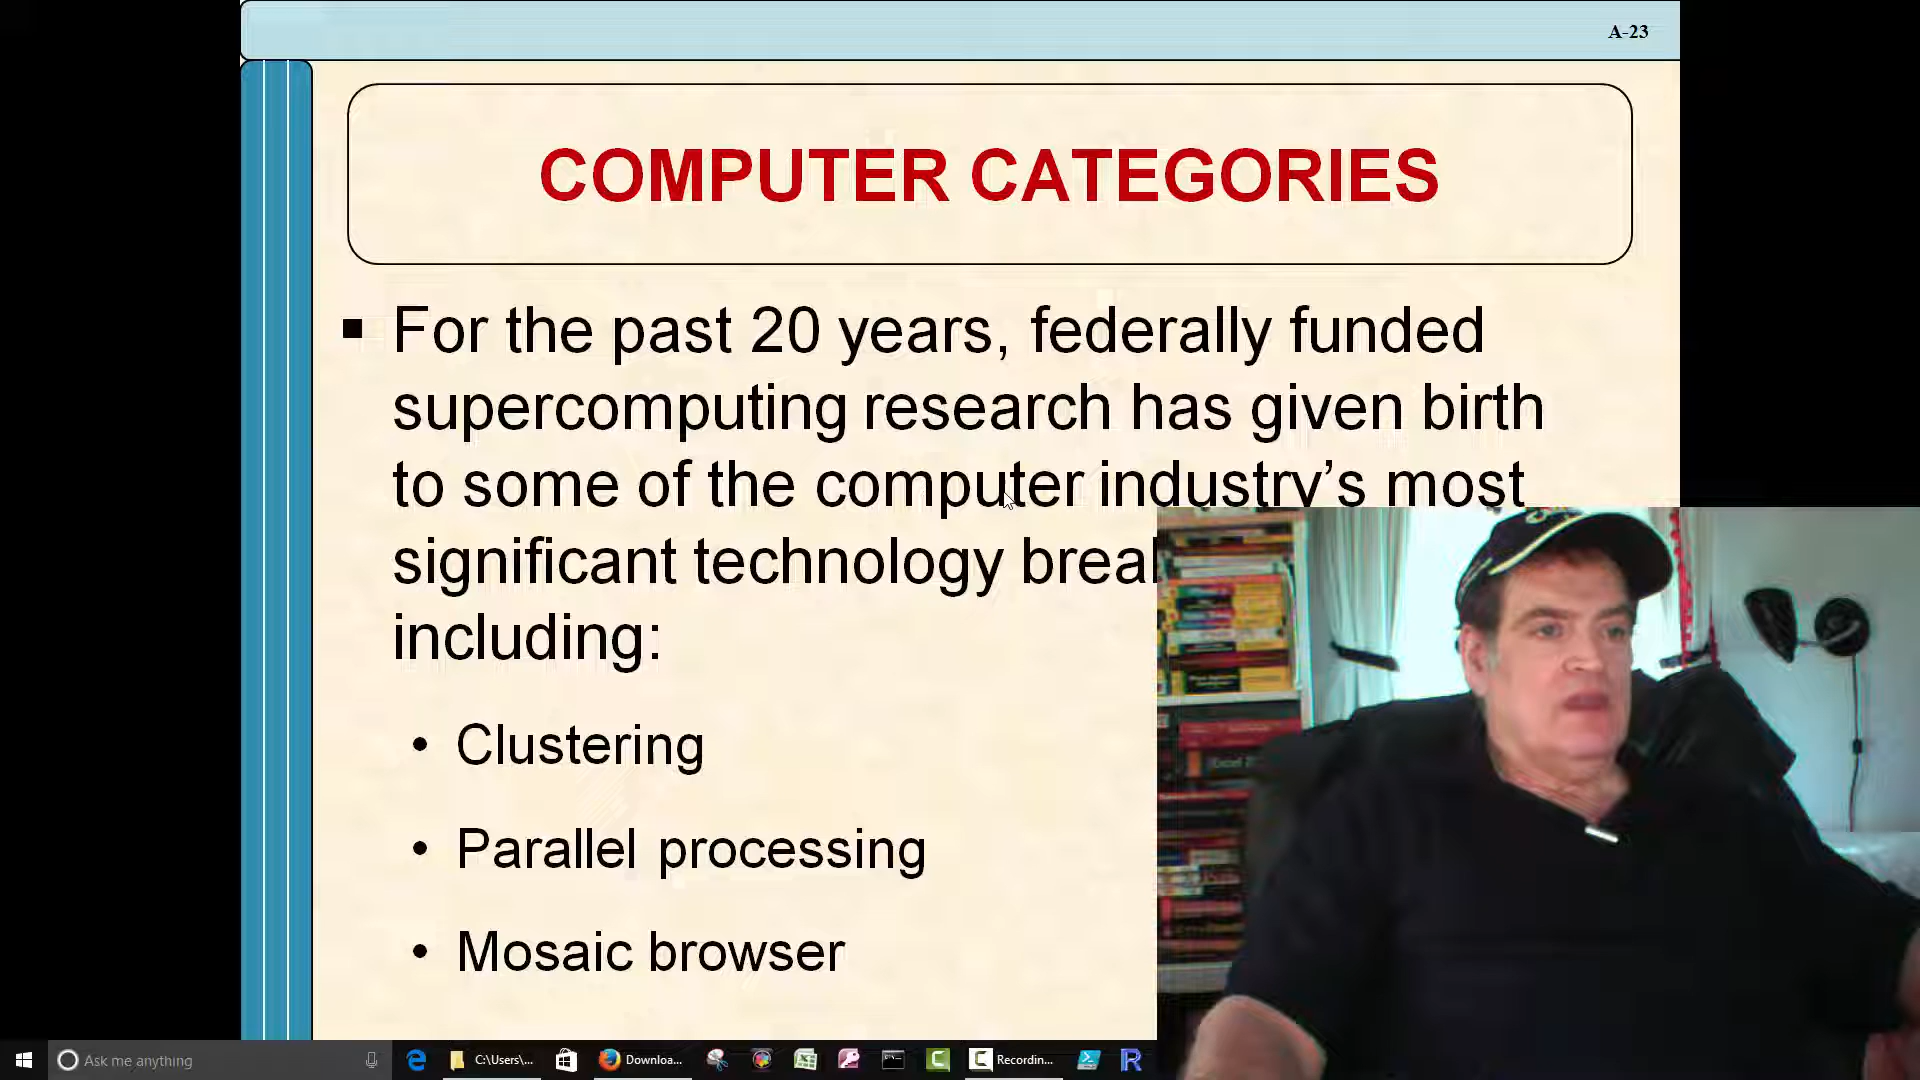 A-23
COMPUTER CATEGORIES
▪ For the past 20 years, federally funded
supercomputing research has given birth
to some of the computer industry’s most
significant technology
including:
• Clustering
• Parallel processing
• Mosaic browser
Ask me anything
C:\Users\...
Downloa...
Recordin...